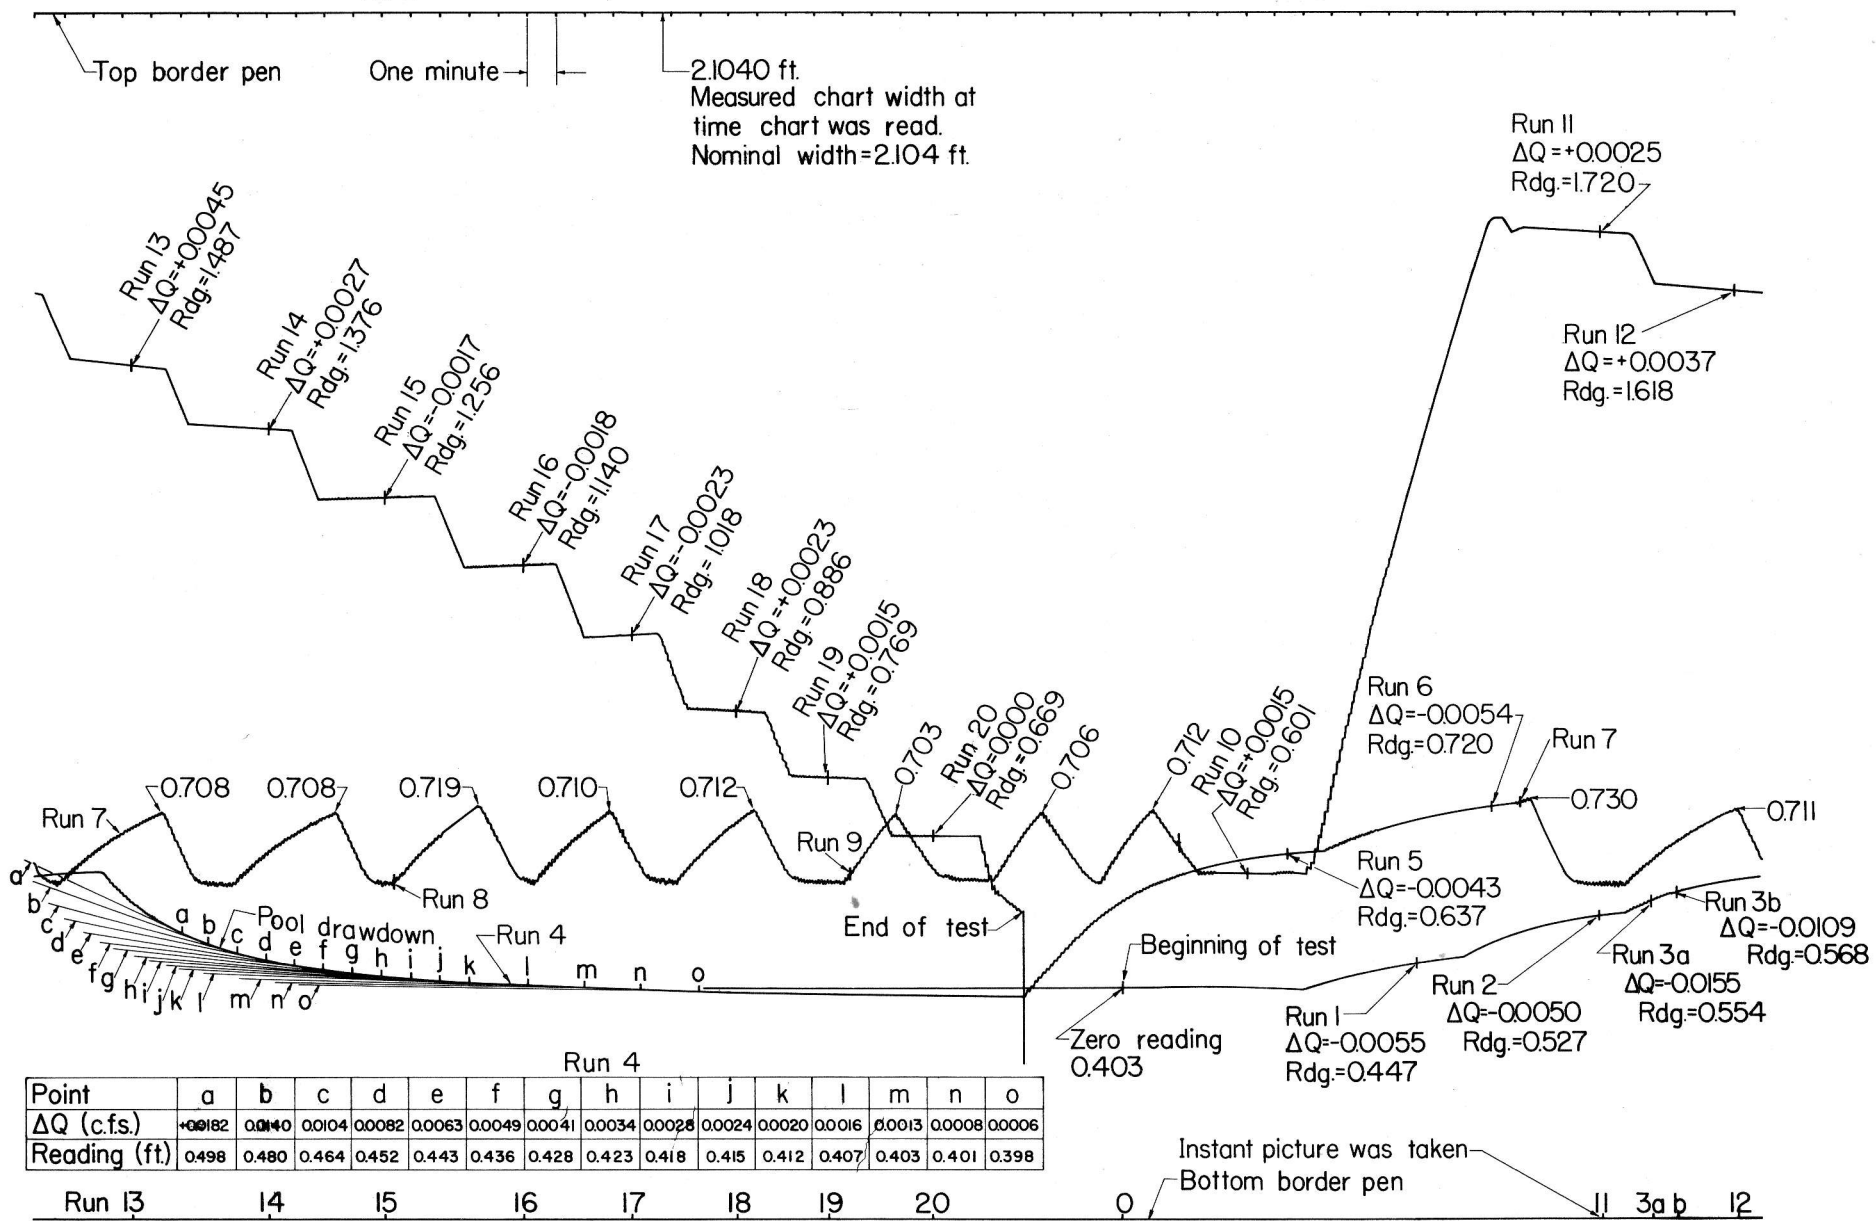 Top border pen
One minute
2.1040 ft.
Measured chart width at
time chart was read.
Nominal width=2.104 ft.
Run 11
ΔQ=+0.0025
Rdg.=1.720
Run 12
ΔQ=+0.0037
Rdg.=1.618
Run 13
ΔQ=+0.0045
Rdg.=1.487
Run 14
ΔQ=+0.0027
Rdg.=1.376
Run 15
ΔQ=-0.0017
Rdg.=1.256
Run 16
ΔQ=-0.0018
Rdg.=1.140
Run 17
ΔQ=-0.0023
Rdg.=1.018
Run 18
ΔQ=+0.0023
Rdg.=0.886
Run 19
ΔQ=+0.0015
Rdg.=0.769
0.703
Run 20
ΔQ=0.000
Rdg.=0.669
0.706
0.712
Run 10
ΔQ=+0.0015
Rdg.=0.601
Run 6
ΔQ=-0.0054
Rdg.=0.720
Run 7
0.730
0.711
0.708
0.708
0.719
0.710
0.712
Run 7
Run 9
Run 8
Run 5
ΔQ=-0.0043
Rdg.=0.637
a
b
c
d
e
f
g
h
i
j
k
l
m
n
o
a
b
c
d
e
f
g
h
i
j
k
l
m
n
o
Pool drawdown
Run 4
End of test
Beginning of test
Zero reading
0.403
Run 1
ΔQ=-0.0055
Rdg.=0.447
Run 2
ΔQ=-0.0050
Rdg.=0.527
Run 3a
ΔQ=-0.0155
Rdg.=0.554
Run 3b
ΔQ=-0.0109
Rdg.=0.568
Run 4
Point a b c d e f g h i j k l m n o
ΔQ (c.f.s.) +0.0182 0.0140 0.0104 0.0082 0.0063 0.0049 0.0041 0.0034 0.0028 0.0024 0.0020 0.0016 0.0013 0.0008 0.0006
Reading (ft.) 0.498 0.480 0.464 0.452 0.443 0.436 0.428 0.423 0.418 0.415 0.412 0.407 0.403 0.401 0.398
Instant picture was taken
Bottom border pen
Run 13 14 15 16 17 18 19 20 0 11 3a b 12